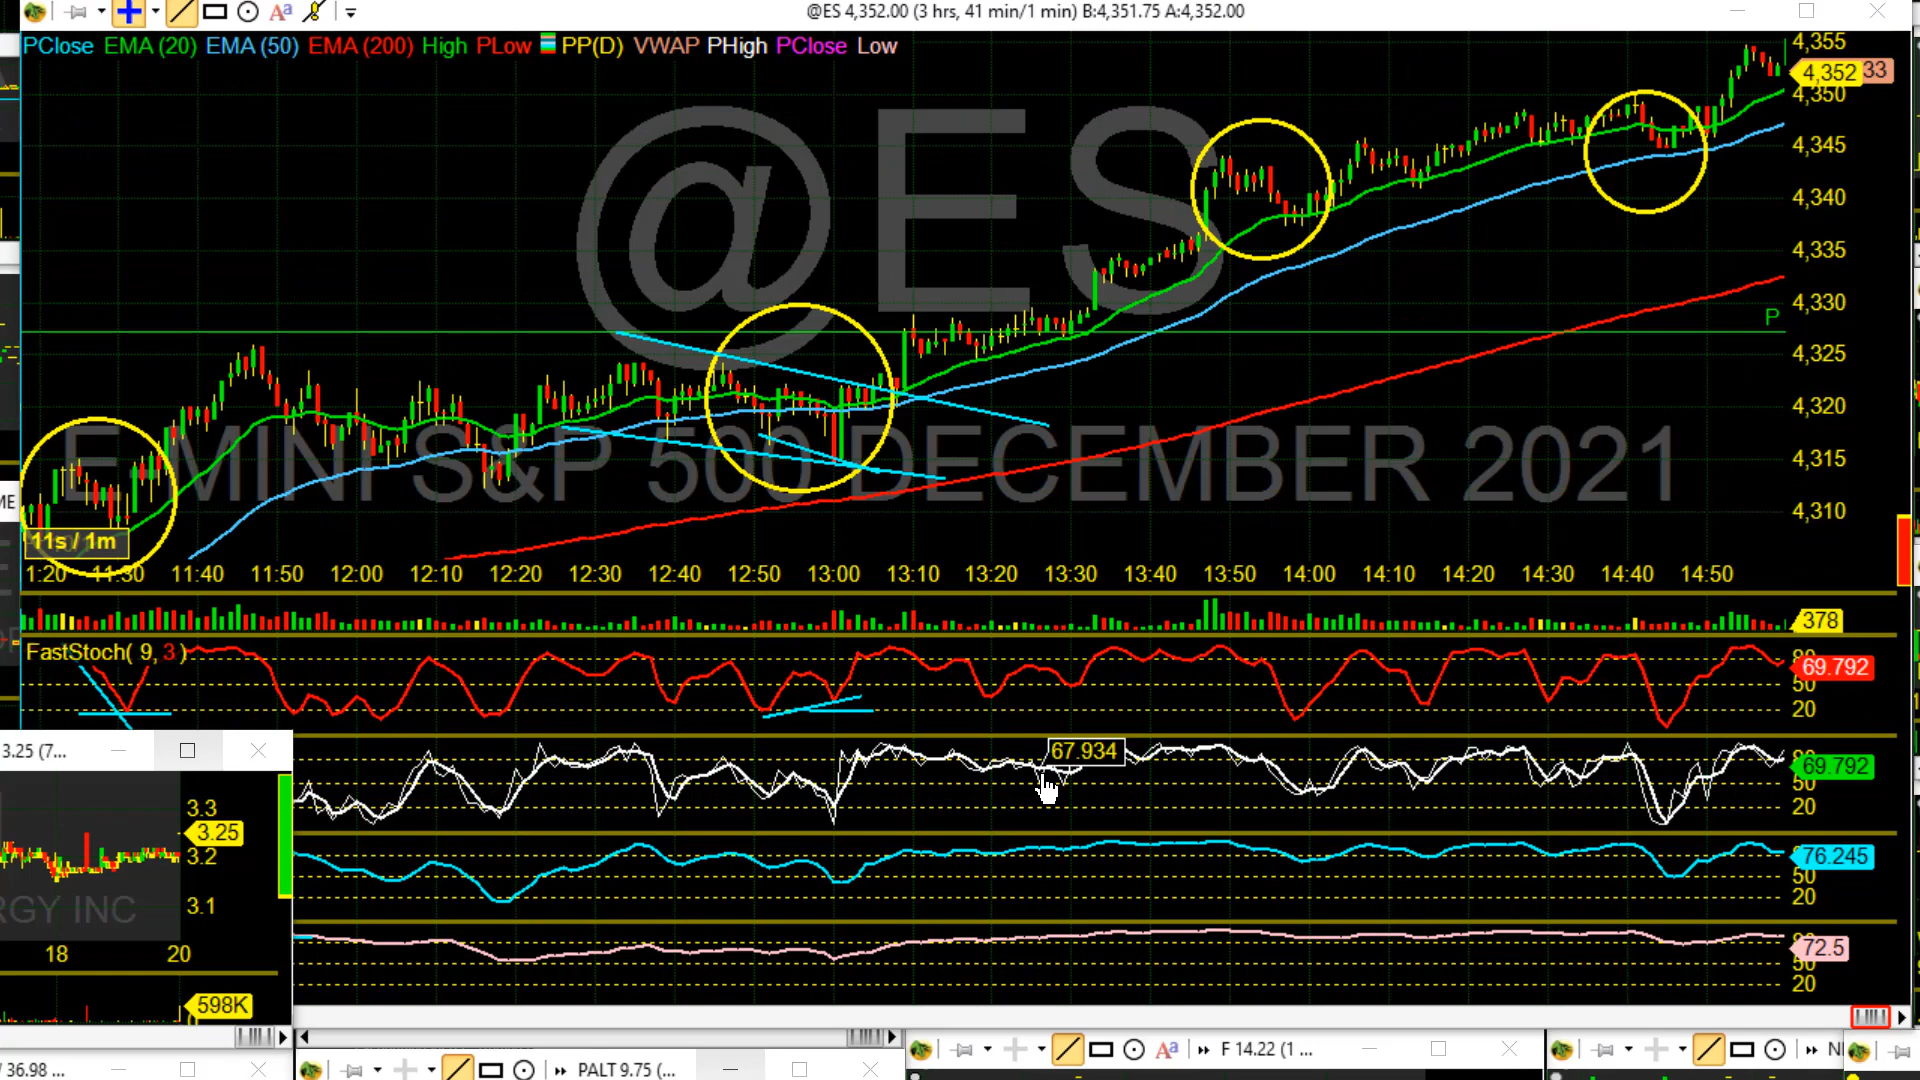 @ES 4,352.00 (3 hrs, 41 min/1 min) B:4,351.75 A:4,352.00
PClose EMA (20) EMA (50) EMA (200) High PLow PP(D) VWAP PHigh PClose Low
4,355
4,352
33
4,350
4,345
4,340
4,335
4,330
P
4,325
4,320
4,315
4,310
@ES
E MINI S&P 500 DECEMBER 2021
ME
11s / 1m
1:20 11:30 11:40 11:50 12:00 12:10 12:20 12:30 12:40 12:50 13:00 13:10 13:20 13:30 13:40 13:50 14:00 14:10 14:20 14:30 14:40 14:50
378
FastStoch( 9, 3 )
80
69.792
50
20
67.934
80
69.792
50
20
76.245
50
20
72.5
50
20
3.25 (7...
3.3
3.25
3.2
3.1
RGY INC
18 20
598K
36.98 ...
PALT 9.75 (...
F 14.22 (1 ...